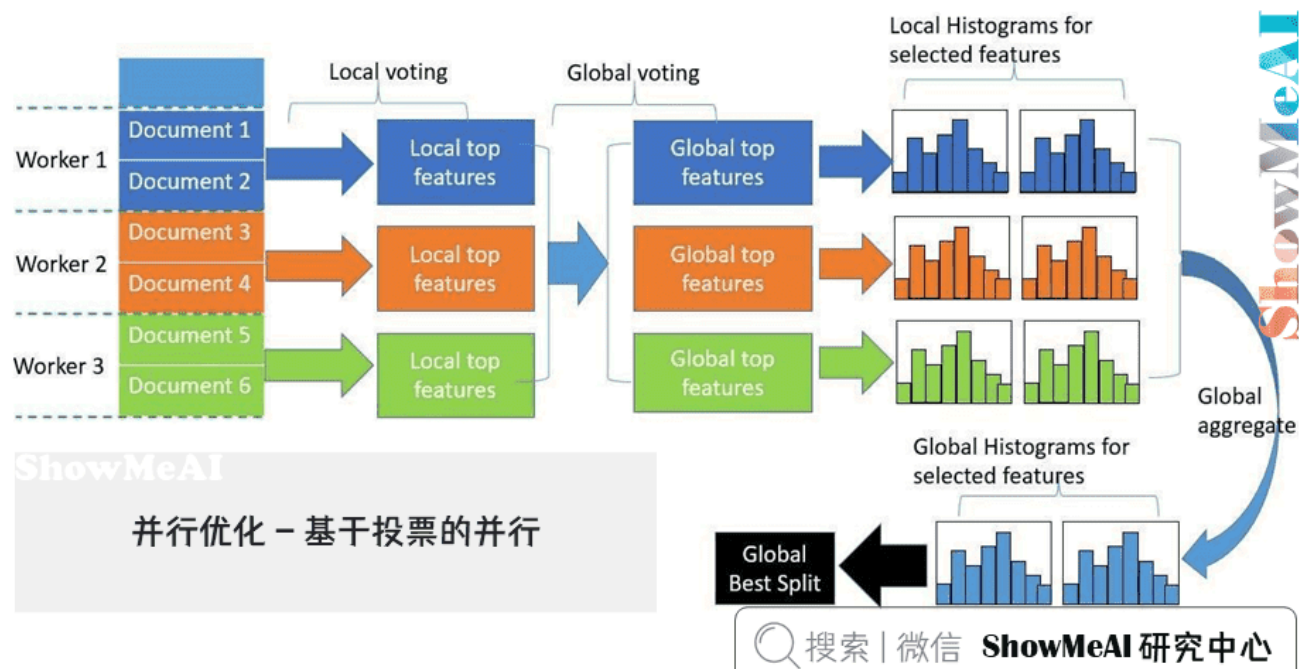 Local voting
Global voting
Local Histograms for
selected features
ShowMeAI
Worker 1
Document 1
Document 2
Local top
features
Global top
features
Worker 2
Document 3
Document 4
Local top
features
Global top
features
Worker 3
Document 5
Document 6
Local top
features
Global top
features
Global
aggregate
ShowMeAI
并行优化 – 基于投票的并行
Global Histograms for
selected features
Global
Best Split
搜索 | 微信 ShowMeAI 研究中心